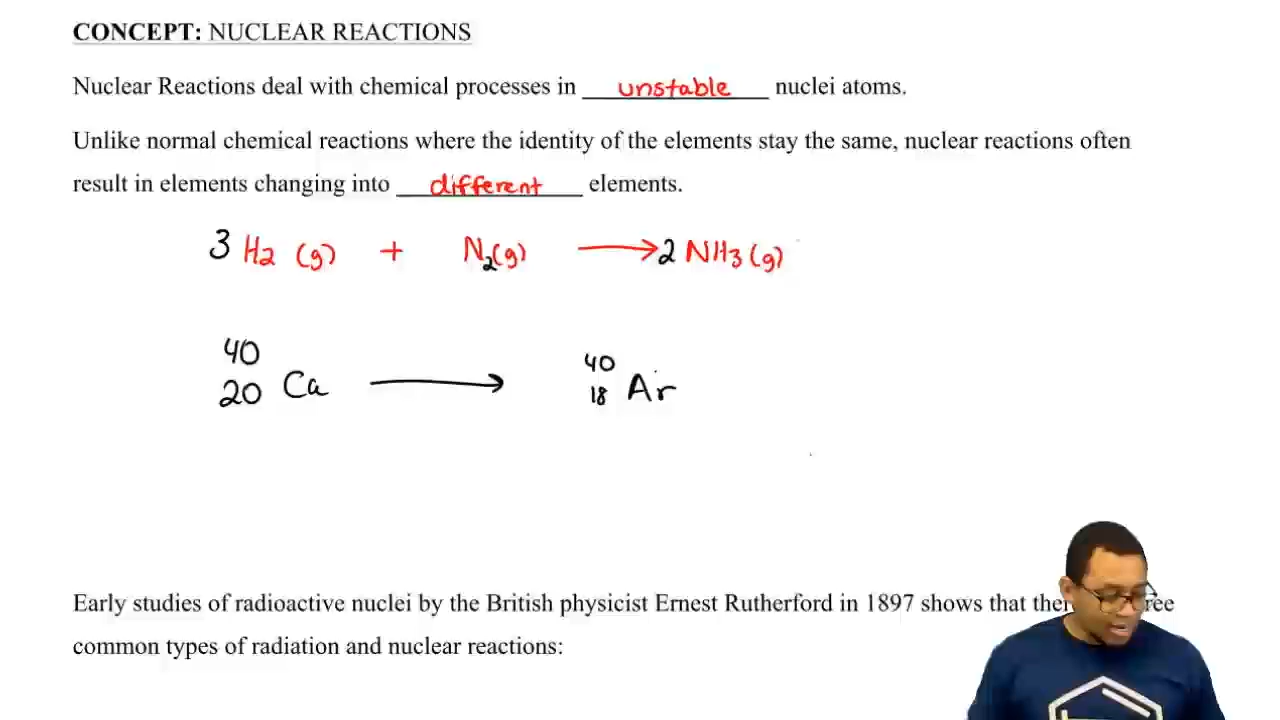 CONCEPT: NUCLEAR REACTIONS
Nuclear Reactions deal with chemical processes in unstable nuclei atoms.
Unlike normal chemical reactions where the identity of the elements stay the same, nuclear reactions often
result in elements changing into different elements.
3 H2 (g) + N2(g) → 2 NH3(g)
40 40
20 Ca → 18 Ar
Early studies of radioactive nuclei by the British physicist Ernest Rutherford in 1897 shows that
common types of radiation and nuclear reactions: